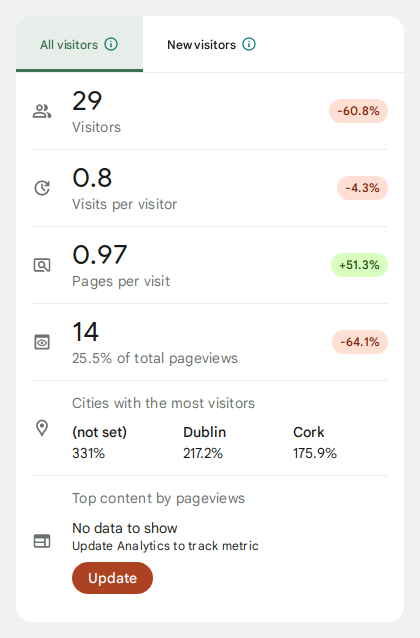 All visitors
New visitors
29
Visitors
-60.8%
0.8
Visits per visitor
-4.3%
0.97
Pages per visit
+51.3%
14
25.5% of total pageviews
-64.1%
Cities with the most visitors
(not set) Dublin Cork
331% 217.2% 175.9%
Top content by pageviews
No data to show
Update Analytics to track metric
Update